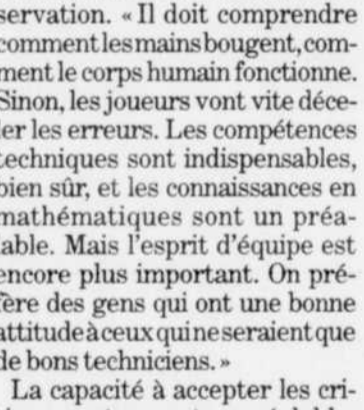 servation. « Il doit comprendre
comment les mains bougent, com-
ment le corps humain fonctionne.
Sinon, les joueurs vont vite déce-
ler les erreurs. Les compétences
techniques sont indispensables,
bien sûr, et les connaissances en
mathématiques sont un préa-
lable. Mais l'esprit d'équipe est
encore plus important. On pré-
fère des gens qui ont une bonne
attitude à ceux qui ne seraient que
de bons techniciens. »
La capacité à accepter les cri-